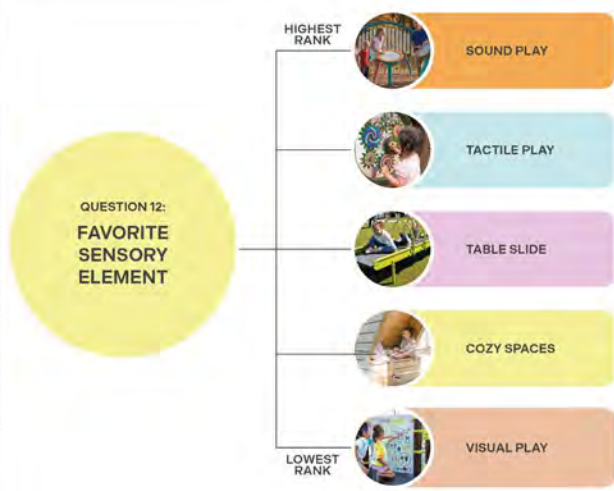 HIGHEST
RANK
SOUND PLAY
TACTILE PLAY
QUESTION 12:
FAVORITE
SENSORY
ELEMENT
TABLE SLIDE
COZY SPACES
VISUAL PLAY
LOWEST
RANK